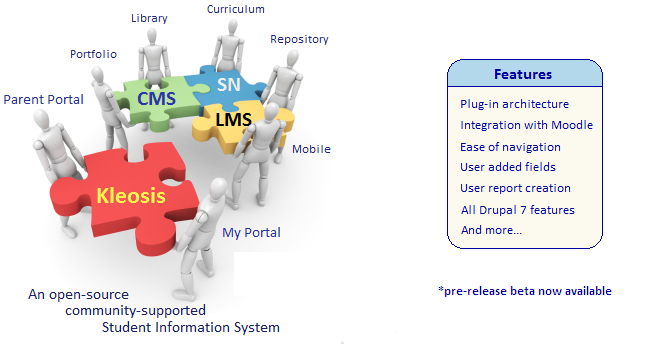 Curriculum
Library
Repository
Portfolio
Parent Portal
CMS
SN
LMS
Mobile
Kleosis
My Portal
An open-source
community-supported
Student Information System
Features
Plug-in architecture
Integration with Moodle
Ease of navigation
User added fields
User report creation
All Drupal 7 features
And more...
*pre-release beta now available